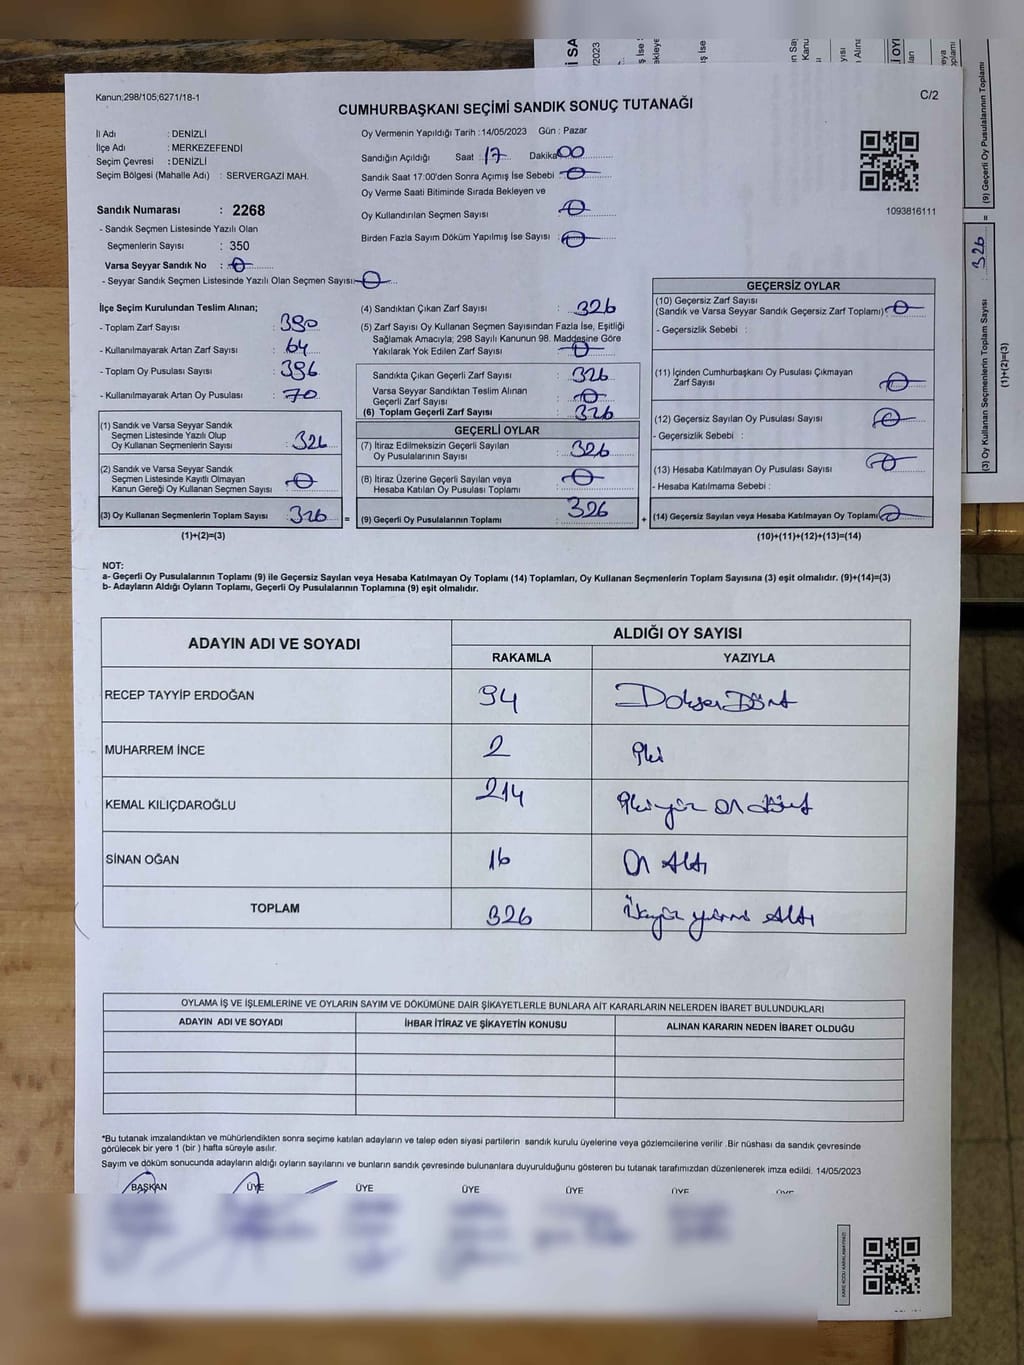 Kanun;298/105;6271/18-1
C/2
CUMHURBAŞKANI SEÇİMİ SANDIK SONUÇ TUTANAĞI
İl Adı : DENİZLİ
İlçe Adı : MERKEZEFENDİ
Seçim Çevresi : DENİZLİ
Seçim Bölgesi (Mahalle Adı) : SERVERGAZİ MAH.
Sandık Numarası : 2268
- Sandık Seçmen Listesinde Yazılı Olan
Seçmenlerin Sayısı : 350
Varsa Seyyar Sandık No : 0
- Seyyar Sandık Seçmen Listesinde Yazılı Olan Seçmen Sayısı: 0
Oy Vermenin Yapıldığı Tarih : 14/05/2023 Gün : Pazar
Sandığın Açıldığı Saat : 17 Dakika 00
Sandık Saat 17:00'den Sonra Açımış İse Sebebi : 0
Oy Verme Saati Bitiminde Sırada Bekleyen ve
Oy Kullandırılan Seçmen Sayısı : 0
Birden Fazla Sayım Döküm Yapılmış İse Sayısı : 0
1093816111
İlçe Seçim Kurulundan Teslim Alınan;
- Toplam Zarf Sayısı : 390
- Kullanılmayarak Artan Zarf Sayısı : 64
- Toplam Oy Pusulası Sayısı : 396
- Kullanılmayarak Artan Oy Pusulası : 70
(1) Sandık ve Varsa Seyyar Sandık
Seçmen Listesinde Yazılı Olup
Oy Kullanan Seçmenlerin Sayısı : 326
(2) Sandık ve Varsa Seyyar Sandık
Seçmen Listesinde Kayıtlı Olmayan
Kanun Gereği Oy Kullanan Seçmen Sayısı : 0
(3) Oy Kullanan Seçmenlerin Toplam Sayısı : 326 =
(1)+(2)=(3)
(4) Sandıktan Çıkan Zarf Sayısı : 326
(5) Zarf Sayısı Oy Kullanan Seçmen Sayısından Fazla İse, Eşitliği
Sağlamak Amacıyla; 298 Sayılı Kanunun 98. Maddesine Göre
Yakılarak Yok Edilen Zarf Sayısı : 0
Sandıkta Çıkan Geçerli Zarf Sayısı : 326
Varsa Seyyar Sandıktan Teslim Alınan
Geçerli Zarf Sayısı : 0
(6) Toplam Geçerli Zarf Sayısı : 326
GEÇERLİ OYLAR
(7) İtiraz Edilmeksizin Geçerli Sayılan
Oy Pusulalarının Sayısı : 326
(8) İtiraz Üzerine Geçerli Sayılan veya
Hesaba Katılan Oy Pusulası Toplamı : 0
(9) Geçerli Oy Pusulalarının Toplamı : 326 +
GEÇERSİZ OYLAR
(10) Geçersiz Zarf Sayısı
(Sandık ve Varsa Seyyar Sandık Geçersiz Zarf Toplamı) : 0
- Geçersizlik Sebebi :
(11) İçinden Cumhurbaşkanı Oy Pusulası Çıkmayan
Zarf Sayısı : 0
(12) Geçersiz Sayılan Oy Pusulası Sayısı : 0
- Geçersizlik Sebebi :
(13) Hesaba Katılmayan Oy Pusulası Sayısı : 0
- Hesaba Katılmama Sebebi :
(14) Geçersiz Sayılan veya Hesaba Katılmayan Oy Toplamı : 0
(10)+(11)+(12)+(13)=(14)
NOT:
a- Geçerli Oy Pusulalarının Toplamı (9) ile Geçersiz Sayılan veya Hesaba Katılmayan Oy Toplamı (14) Toplamları, Oy Kullanan Seçmenlerin Toplam Sayısına (3) eşit olmalıdır. (9)+(14)=(3)
b- Adayların Aldığı Oyların Toplamı, Geçerli Oy Pusulalarının Toplamına (9) eşit olmalıdır.
ADAYIN ADI VE SOYADI ALDIĞI OY SAYISI
RAKAMLA YAZIYLA
RECEP TAYYİP ERDOĞAN 94 Doksan Dört
MUHARREM İNCE 2 İki
KEMAL KILIÇDAROĞLU 214 İkiyüz on dört
SİNAN OĞAN 16 On Altı
TOPLAM 326 Üçyüz yirmi Altı
OYLAMA İŞ VE İŞLEMLERİNE VE OYLARIN SAYIM VE DÖKÜMÜNE DAİR ŞİKAYETLERLE BUNLARA AİT KARARLARIN NELERDEN İBARET BULUNDUKLARI
ADAYIN ADI VE SOYADI İHBAR İTİRAZ VE ŞİKAYETİN KONUSU ALINAN KARARIN NEDEN İBARET OLDUĞU
*Bu tutanak imzalandıktan ve mühürlendikten sonra seçime katılan adayların ve talep eden siyasi partilerin sandık kurulu üyelerine veya gözlemcilerine verilir .Bir nüshası da sandık çevresinde
görülecek bir yere 1 (bir ) hafta süreyle asılır.
Sayım ve döküm sonucunda adayların aldığı oyların sayılarını ve bunların sandık çevresinde bulunanlara duyurulduğunu gösteren bu tutanak tarafımızdan düzenlenerek imza edildi. 14/05/2023
BAŞKAN ÜYE ÜYE ÜYE ÜYE ÜYE ÜYE
(9) Geçerli Oy Pusulalarının Toplamı
=
(3) Oy Kullanan Seçmenlerin Toplam Sayısı : 326
(1)+(2)=(3)